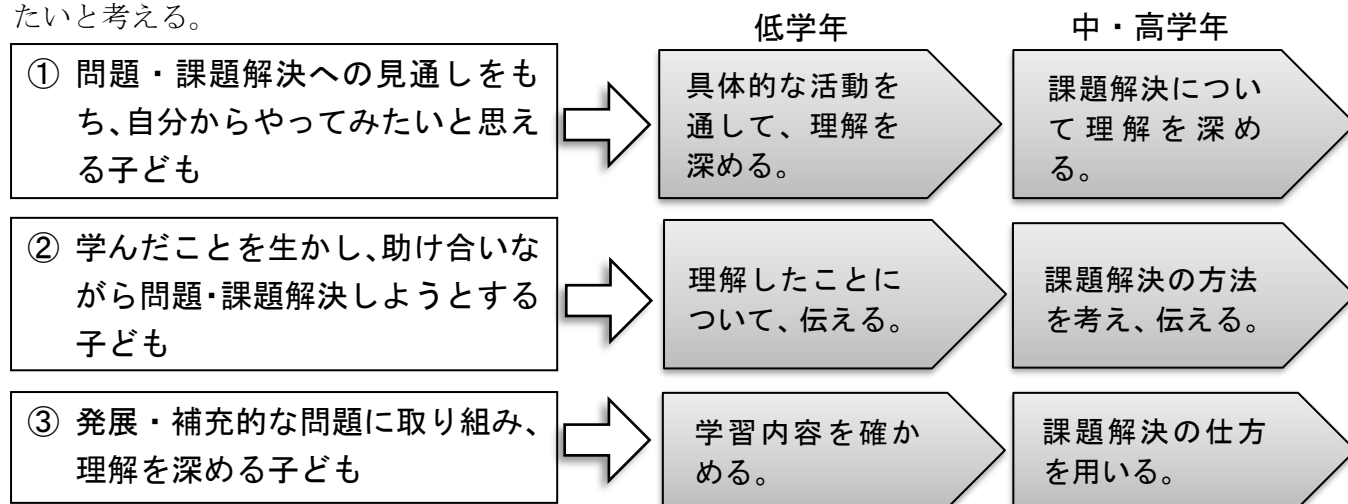 たいと考える。
低学年
中・高学年
① 問題・課題解決への見通しをも
ち、自分からやってみたいと思え
る子ども
具体的な活動を
通して、理解を
深める。
課題解決につい
て理解を深め
る。
② 学んだことを生かし、助け合いな
がら問題・課題解決しようとする
子ども
理解したことに
ついて、伝える。
課題解決の方法
を考え、伝える。
③ 発展・補充的な問題に取り組み、
理解を深める子ども
学習内容を確か
める。
課題解決の仕方
を用いる。